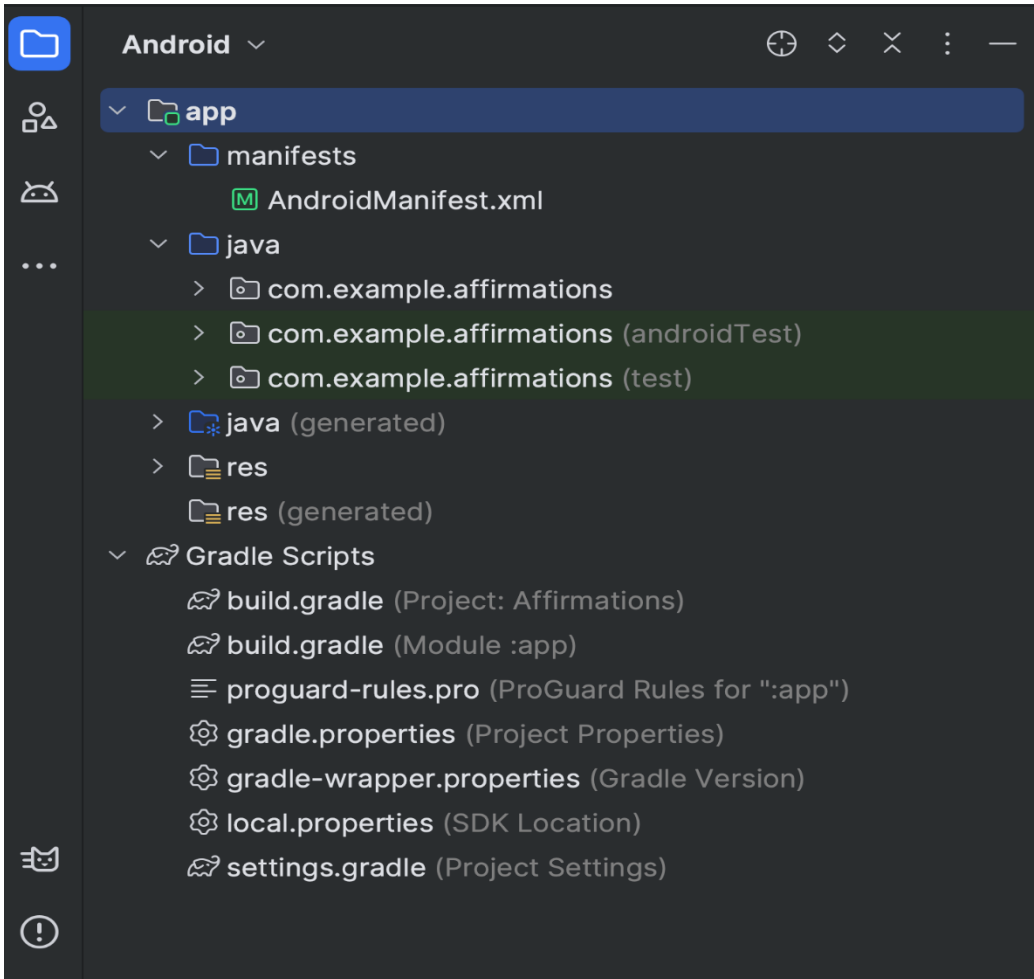 Android
app
manifests
AndroidManifest.xml
java
com.example.affirmations
com.example.affirmations (androidTest)
com.example.affirmations (test)
java (generated)
res
res (generated)
Gradle Scripts
build.gradle (Project: Affirmations)
build.gradle (Module :app)
proguard-rules.pro (ProGuard Rules for ":app")
gradle.properties (Project Properties)
gradle-wrapper.properties (Gradle Version)
local.properties (SDK Location)
settings.gradle (Project Settings)